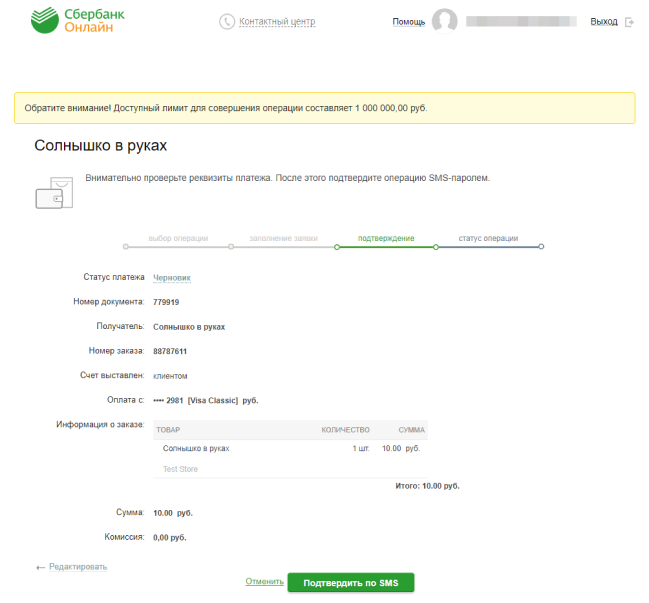 Сбербанк
Онлайн
Контактный центр
Помощь
Выход
Обратите внимание! Доступный лимит для совершения операции составляет 1 000 000,00 руб.
Солнышко в руках
Внимательно проверьте реквизиты платежа. После этого подтвердите операцию SMS-паролем.
выбор операции заполнение заявки подтверждение статус операции
Статус платежа Черновик
Номер документа: 779919
Получатель: Солнышко в руках
Номер заказа: 88787611
Счет выставлен: клиентом
Оплата с: •••• 2981 [Visa Classic] руб.
Информация о заказе:
ТОВАР КОЛИЧЕСТВО СУММА
Солнышко в руках 1 шт. 10.00 руб.
Test Store
Итого: 10.00 руб.
Сумма: 10.00 руб.
Комиссия: 0,00 руб.
← Редактировать
Отменить Подтвердить по SMS